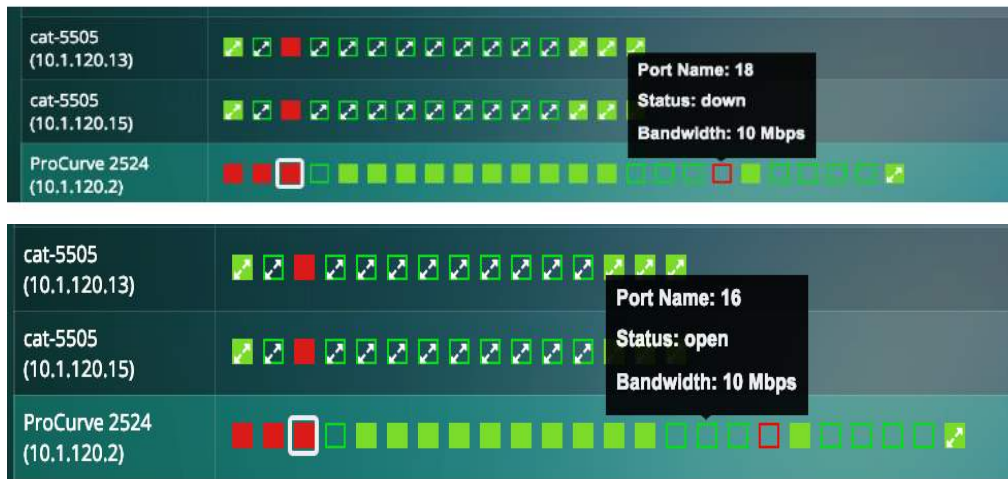 cat-5505
(10.1.120.13)
Port Name: 18
cat-5505
(10.1.120.15)
Status: down
Bandwidth: 10 Mbps
ProCurve 2524
(10.1.120.2)
cat-5505
(10.1.120.13)
Port Name: 16
cat-5505
(10.1.120.15)
Status: open
Bandwidth: 10 Mbps
ProCurve 2524
(10.1.120.2)